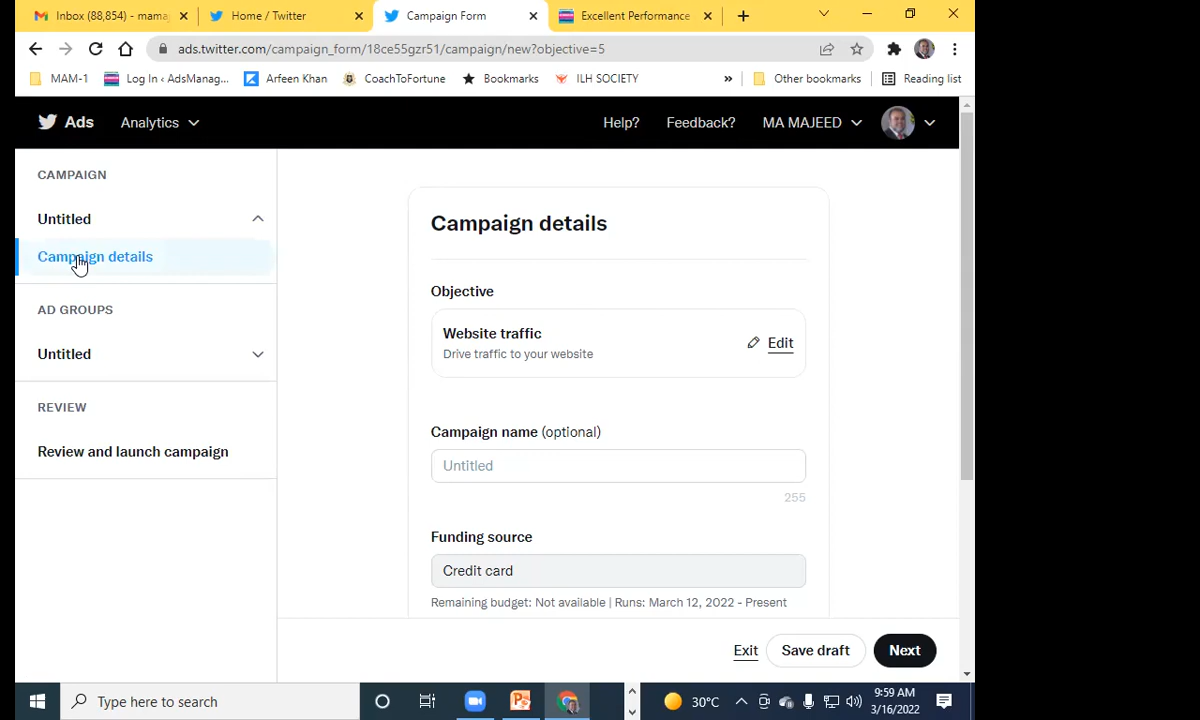 Inbox (88,854) - mama
Home / Twitter
Campaign Form
Excellent Performance
ads.twitter.com/campaign_form/18ce55gzr51/campaign/new?objective=5
MAM-1
Log In ‹ AdsManag...
Arfeen Khan
CoachToFortune
Bookmarks
ILH SOCIETY
»
Other bookmarks
Reading list
Ads
Analytics
Help?
Feedback?
MA MAJEED
CAMPAIGN
Untitled
Campaign details
AD GROUPS
Untitled
REVIEW
Review and launch campaign
Campaign details
Objective
Website traffic
Drive traffic to your website
Edit
Campaign name (optional)
Untitled
255
Funding source
Credit card
Remaining budget: Not available | Runs: March 12, 2022 - Present
Exit
Save draft
Next
Type here to search
30°C
9:59 AM
3/16/2022